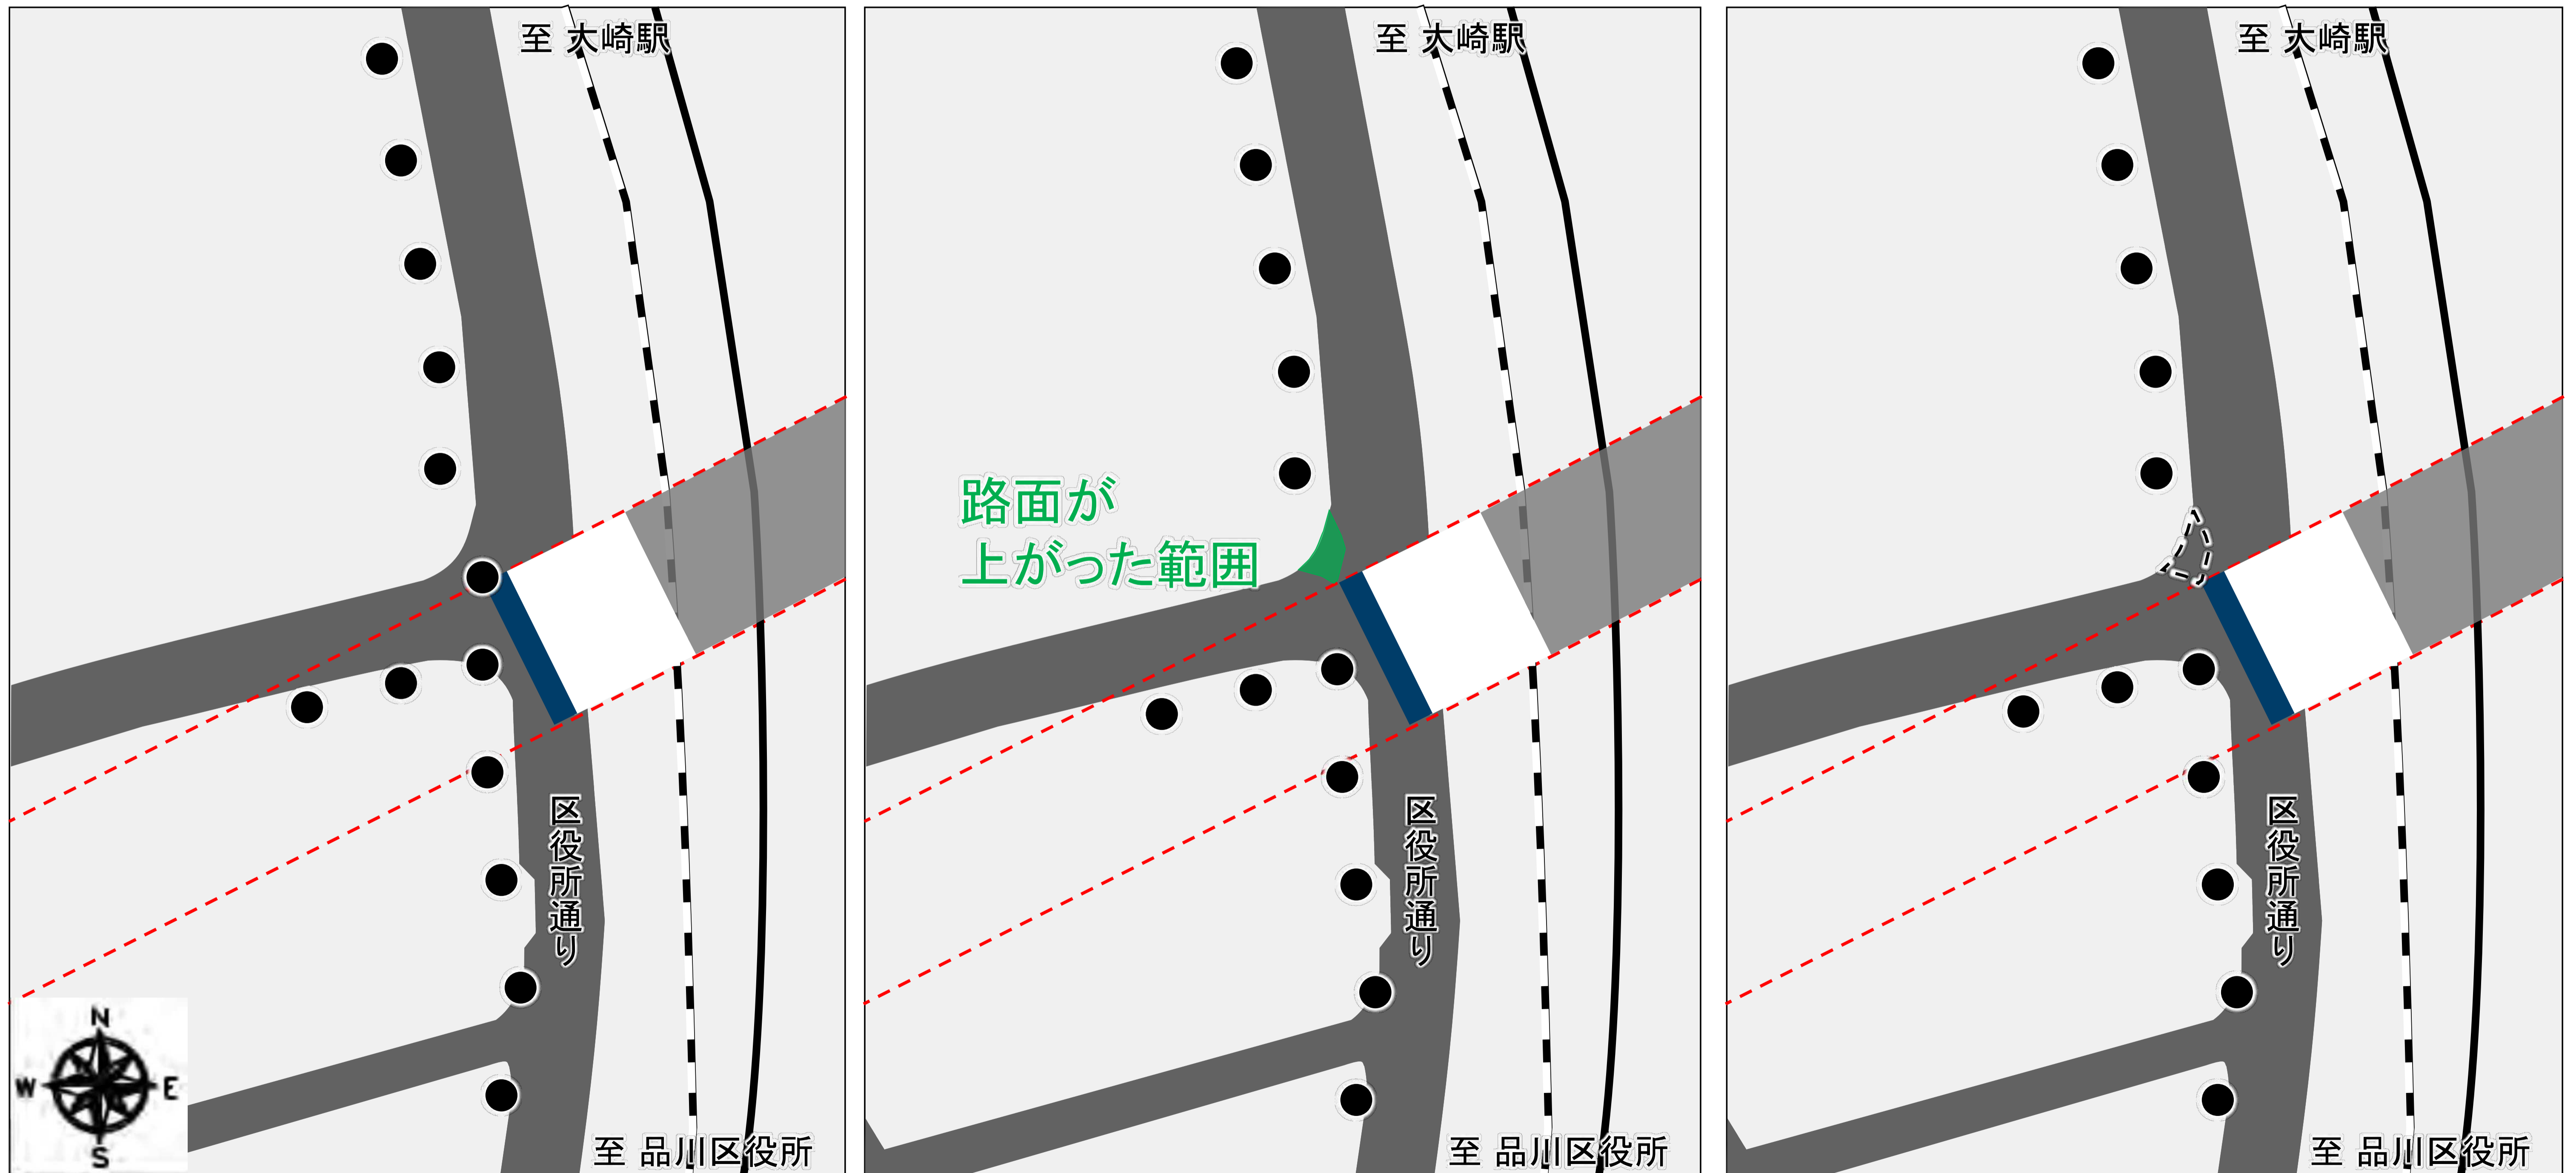 至 大崎駅
区役所通り
至 品川区役所
N
W
E
S
至 大崎駅
路面が
上がった範囲
区役所通り
至 品川区役所
至 大崎駅
区役所通り
至 品川区役所